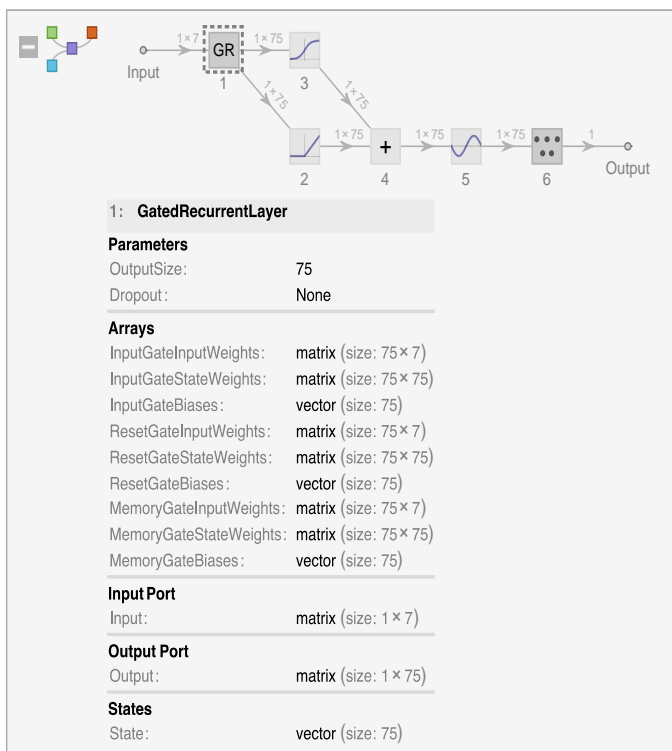 1×7
GR
1×75
Input
1
1×75
3
1×75
1×75
+
1×75
1×75
1
Output
2
4
5
6
1: GatedRecurrentLayer
Parameters
OutputSize: 75
Dropout: None
Arrays
InputGateInputWeights: matrix (size: 75×7)
InputGateStateWeights: matrix (size: 75×75)
InputGateBiases: vector (size: 75)
ResetGateInputWeights: matrix (size: 75×7)
ResetGateStateWeights: matrix (size: 75×75)
ResetGateBiases: vector (size: 75)
MemoryGateInputWeights: matrix (size: 75×7)
MemoryGateStateWeights: matrix (size: 75×75)
MemoryGateBiases: vector (size: 75)
Input Port
Input: matrix (size: 1×7)
Output Port
Output: matrix (size: 1×75)
States
State: vector (size: 75)